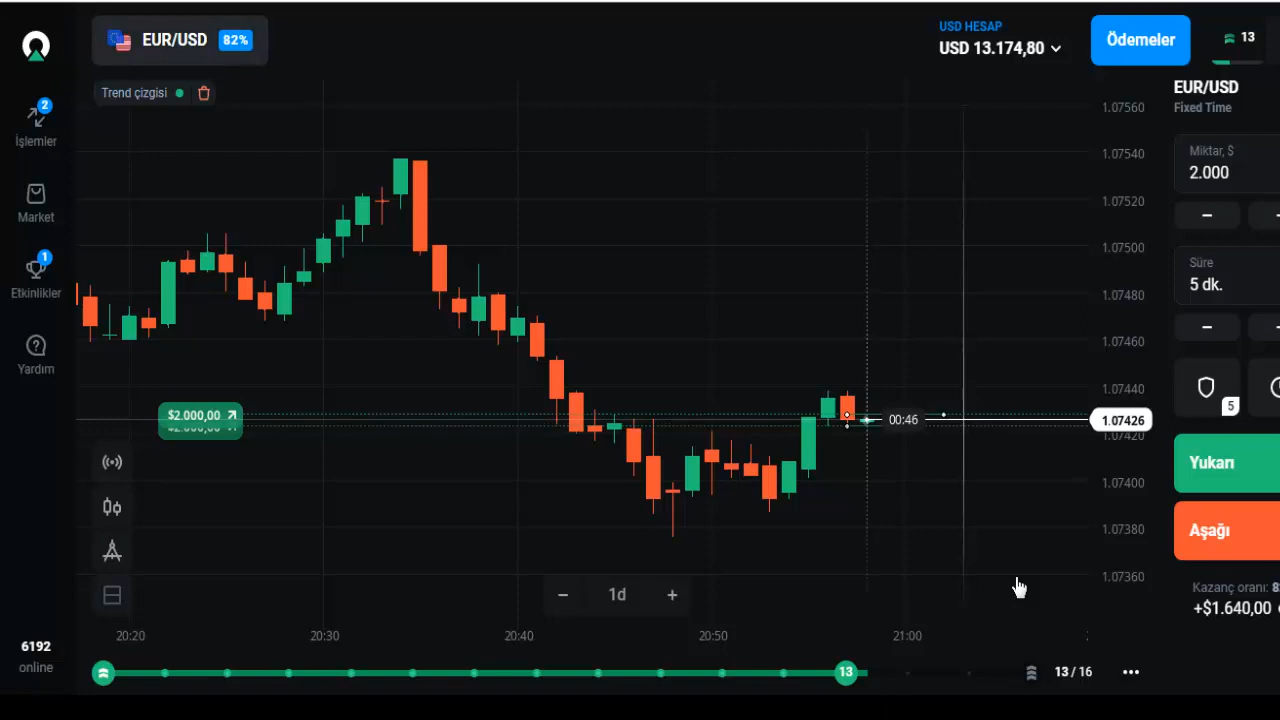 EUR/USD 82%
USD HESAP
USD 13.174,80
Ödemeler
13
Trend çizgisi
2
İşlemler
Market
1
Etkinlikler
Yardım
6192
online
1.07560
1.07540
1.07520
1.07500
1.07480
1.07460
1.07440
1.07426
1.07420
1.07400
1.07380
1.07360
$2.000,00
$2.000,00
00:46
1d
20:20
20:30
20:40
20:50
21:00
13
13 / 16
EUR/USD
Fixed Time
Miktar, $
2.000
Süre
5 dk.
5
Yukarı
Aşağı
Kazanç oranı: 8
+$1.640,00